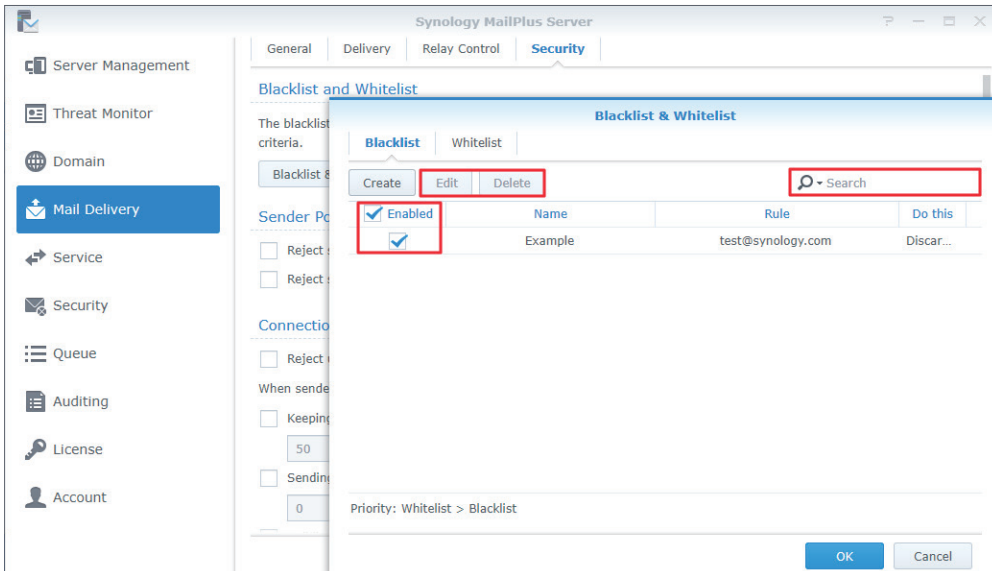 Synology MailPlus Server
Server Management
Threat Monitor
Domain
Mail Delivery
Service
Security
Queue
Auditing
License
Account
General Delivery Relay Control Security
Blacklist and Whitelist
The blacklist
criteria.
Blacklist &
Sender Po
Reject
Reject
Connectio
Reject
When sende
Keeping
50
Sending
0
Blacklist & Whitelist
Blacklist Whitelist
Create Edit Delete Search
Enabled Name Rule Do this
Example test@synology.com Discar...
Priority: Whitelist > Blacklist
OK Cancel